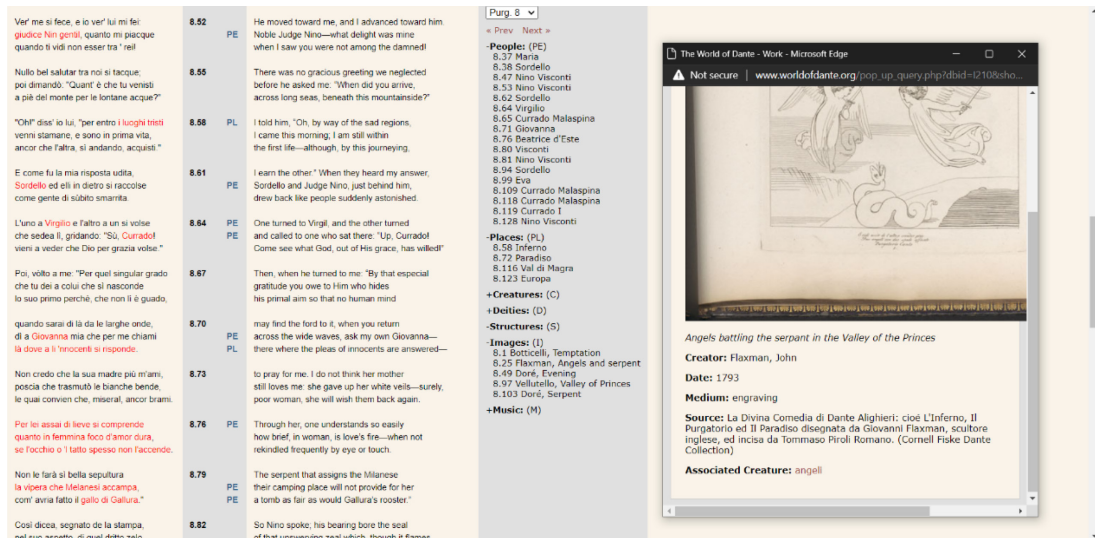 Ver' me si fece, e io ver' lui mi fei:
giudice Nin gentil, quanto mi piacque
quando ti vidi non esser tra ' rei!
Nullo bel salutar tra noi si tacque;
poi dimandò: "Quant' è che tu venisti
a piè del monte per le lontane acque?"
"Oh!" diss' io lui, "per entro i luoghi tristi
venni stamane, e sono in prima vita,
ancor che l'altra, sì andando, acquisti."
E come fu la mia risposta udita,
Sordello ed elli in dietro si raccolse
come gente di sùbito smarrita.
L'uno a Virgilio e l'altro a un si volse
che sedea lì, gridando: "Sù, Currado!
vieni a veder che Dio per grazia volse."
Poi, vòlto a me: "Per quel singular grado
che tu dei a colui che sì nasconde
lo suo primo perché, che non lì è guado,
quando sarai di là da le larghe onde,
dì a Giovanna mia che per me chiami
là dove a li 'nnocenti si risponde.
Non credo che la sua madre più m'ami,
poscia che trasmutò le bianche bende,
le quai convien che, misera!, ancor brami.
Per lei assai di lieve si comprende
quanto in femmina foco d'amor dura,
se l'occhio o 'l tatto spesso non l'accende.
Non le farà sì bella sepultura
la vipera che Melanesi accampa,
com' avria fatto il gallo di Gallura."
Così dicea, segnato de la stampa,
nel suo aspetto, di quel dritto zelo
8.52
PE
8.55
8.58 PL
8.61
PE
8.64 PE
PE
8.67
8.70
PE
PL
8.73
8.76 PE
8.79
PE
PE
8.82
He moved toward me, and I advanced toward him.
Noble Judge Nino—what delight was mine
when I saw you were not among the damned!
There was no gracious greeting we neglected
before he asked me: "When did you arrive,
across long seas, beneath this mountainside?"
I told him, "Oh, by way of the sad regions,
I came this morning; I am still within
the first life—although, by this journeying,
I earn the other." When they heard my answer,
Sordello and Judge Nino, just behind him,
drew back like people suddenly astonished.
One turned to Virgil, and the other turned
and called to one who sat there: "Up, Currado!
Come see what God, out of His grace, has willed!"
Then, when he turned to me: "By that especial
gratitude you owe to Him who hides
his primal aim so that no human mind
may find the ford to it, when you return
across the wide waves, ask my own Giovanna—
there where the pleas of innocents are answered—
to pray for me. I do not think her mother
still loves me: she gave up her white veils—surely,
poor woman, she will wish them back again.
Through her, one understands so easily
how brief, in woman, is love's fire—when not
rekindled frequently by eye or touch.
The serpent that assigns the Milanese
their camping place will not provide for her
a tomb as fair as would Gallura's rooster."
So Nino spoke; his bearing bore the seal
of that unswerving zeal which, though it flames
Purg. 8
« Prev Next »
-People: (PE)
8.37 Maria
8.38 Sordello
8.47 Nino Visconti
8.53 Nino Visconti
8.62 Sordello
8.64 Virgilio
8.65 Currado Malaspina
8.71 Giovanna
8.76 Beatrice d'Este
8.80 Visconti
8.81 Nino Visconti
8.94 Sordello
8.99 Eva
8.109 Currado Malaspina
8.118 Currado Malaspina
8.119 Currado I
8.128 Nino Visconti
-Places: (PL)
8.58 Inferno
8.72 Paradiso
8.116 Val di Magra
8.123 Europa
+Creatures: (C)
+Deities: (D)
-Structures: (S)
-Images: (I)
8.1 Botticelli, Temptation
8.25 Flaxman, Angels and serpent
8.49 Doré, Evening
8.97 Vellutello, Valley of Princes
8.103 Doré, Serpent
+Music: (M)
The World of Dante - Work - Microsoft Edge
Not secure | www.worldofdante.org/pop_up_query.php?dbid=I210&sho...
Angels battling the serpant in the Valley of the Princes
Creator: Flaxman, John
Date: 1793
Medium: engraving
Source: La Divina Comedia di Dante Alighieri: cioé L'Inferno, Il
Purgatorio ed Il Paradiso disegnata da Giovanni Flaxman, scultore
inglese, ed incisa da Tommaso Piroli Romano. (Cornell Fiske Dante
Collection)
Associated Creature: angeli